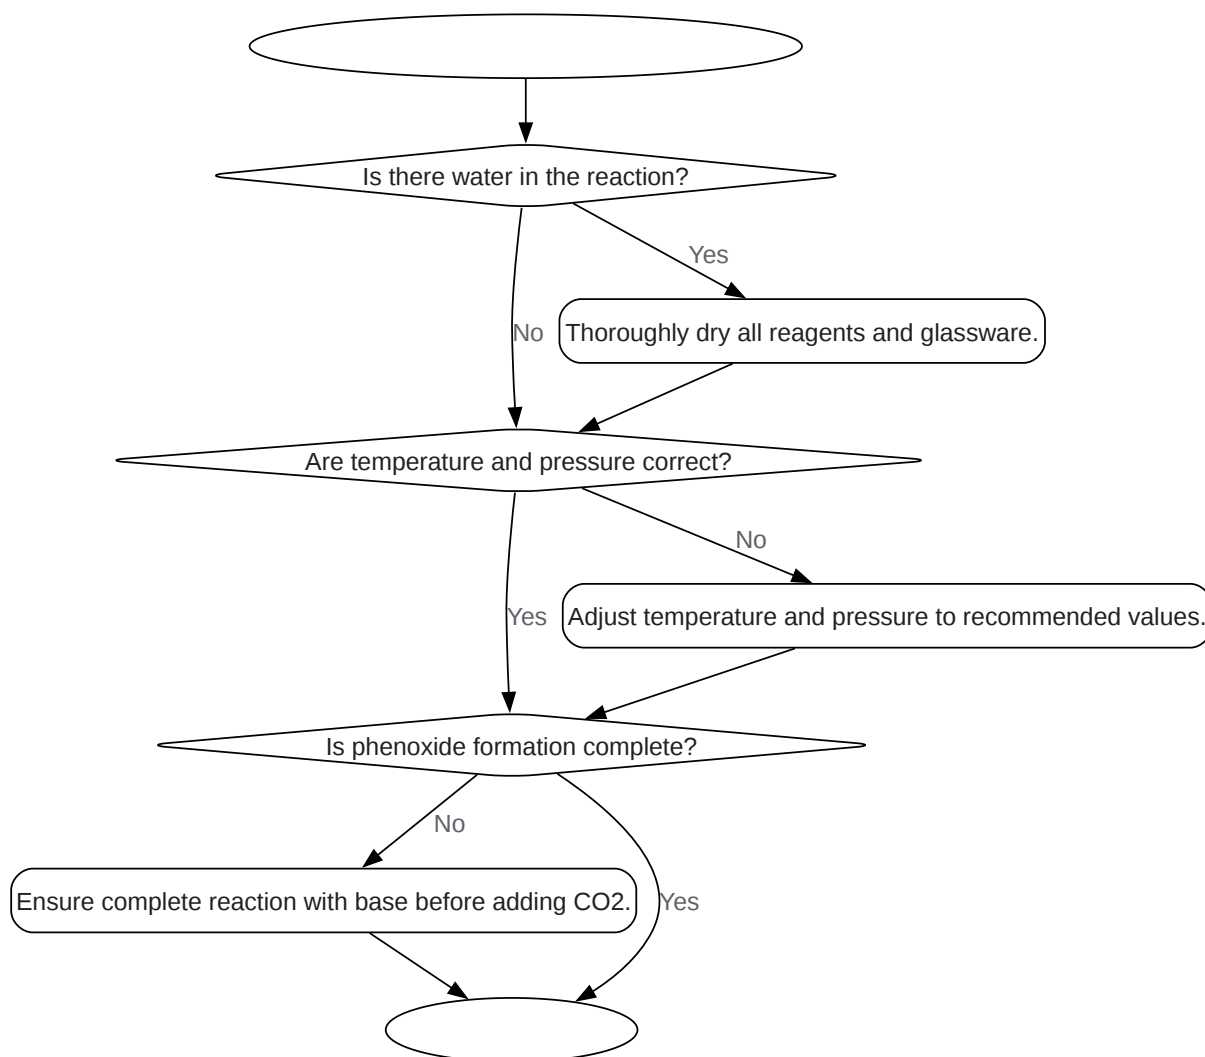 Is there water in the reaction?
Yes
No
Thoroughly dry all reagents and glassware.
Are temperature and pressure correct?
No
Yes
Adjust temperature and pressure to recommended values.
Is phenoxide formation complete?
No
Ensure complete reaction with base before adding CO2.
Yes